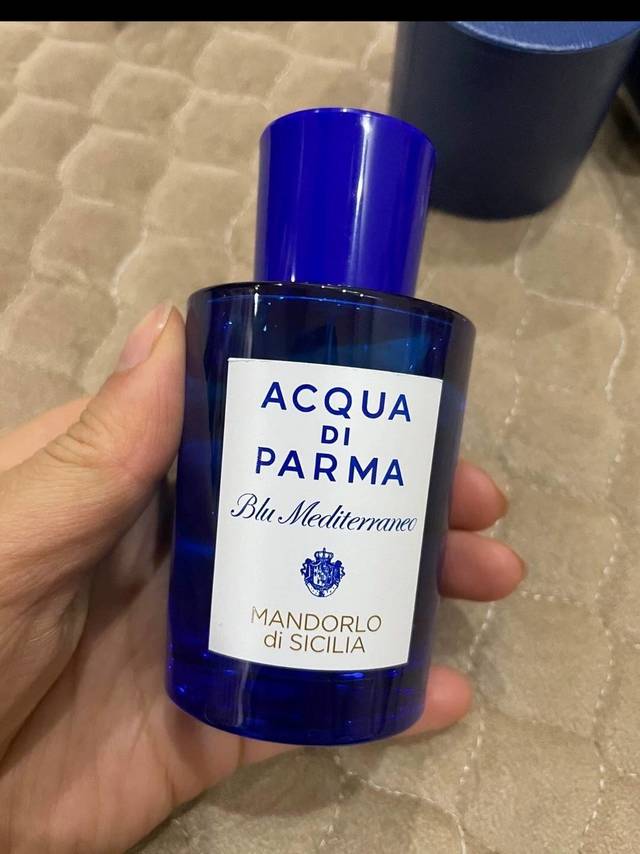 ACQUA
DI
PARMA
Blu Mediterraneo
MANDORLO
di SICILIA